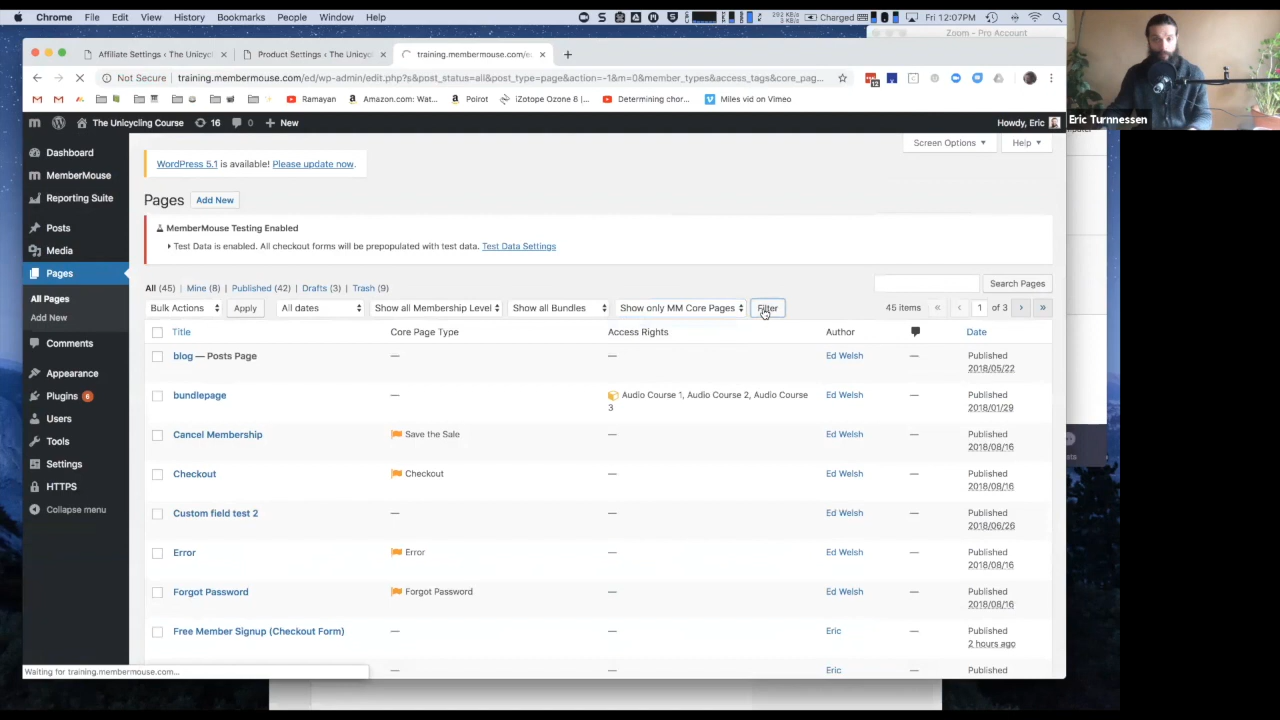 Chrome File Edit View History Bookmarks People Window Help
292 KB/s
3 KB/s
Charged
Fri 12:07PM
Zoom - Pro Account
Affiliate Settings ‹ The Unicyc
Product Settings ‹ The Unicyc
training.membermouse.com/e
Not Secure
training.membermouse.com/ed/wp-admin/edit.php?s&post_status=all&post_type=page&action=-1&m=0&member_types&access_tags&core_pag...
12
Ramayan
Amazon.com: Wat...
Poirot
iZotope Ozone 8 |...
Determining chor...
Miles vid on Vimeo
Eric Turnnessen
The Unicycling Course
16
0
New
Howdy, Eric
Dashboard
MemberMouse
Reporting Suite
Posts
Media
Pages
All Pages
Add New
Comments
Appearance
Plugins 6
Users
Tools
Settings
HTTPS
Collapse menu
Screen Options
Help
WordPress 5.1 is available! Please update now.
Pages
Add New
MemberMouse Testing Enabled
Test Data is enabled. All checkout forms will be prepopulated with test data. Test Data Settings
All (45) | Mine (8) | Published (42) | Drafts (3) | Trash (9)
Search Pages
Bulk Actions
Apply
All dates
Show all Membership Level
Show all Bundles
Show only MM Core Pages
Filter
45 items « ‹ 1 of 3 › »
Title Core Page Type Access Rights Author Date
blog — Posts Page — — Ed Welsh — Published
2018/05/22
bundlepage — Audio Course 1, Audio Course 2, Audio Course
3
Ed Welsh — Published
2018/01/29
Cancel Membership Save the Sale — Ed Welsh — Published
2018/08/16
Checkout Checkout — Ed Welsh — Published
2018/08/16
Custom field test 2 — — Ed Welsh — Published
2018/06/26
Error Error — Ed Welsh — Published
2018/08/16
Forgot Password Forgot Password — Ed Welsh — Published
2018/08/16
Free Member Signup (Checkout Form) — — Eric — Published
2 hours ago
— — Eric — Published
Waiting for training.membermouse.com...